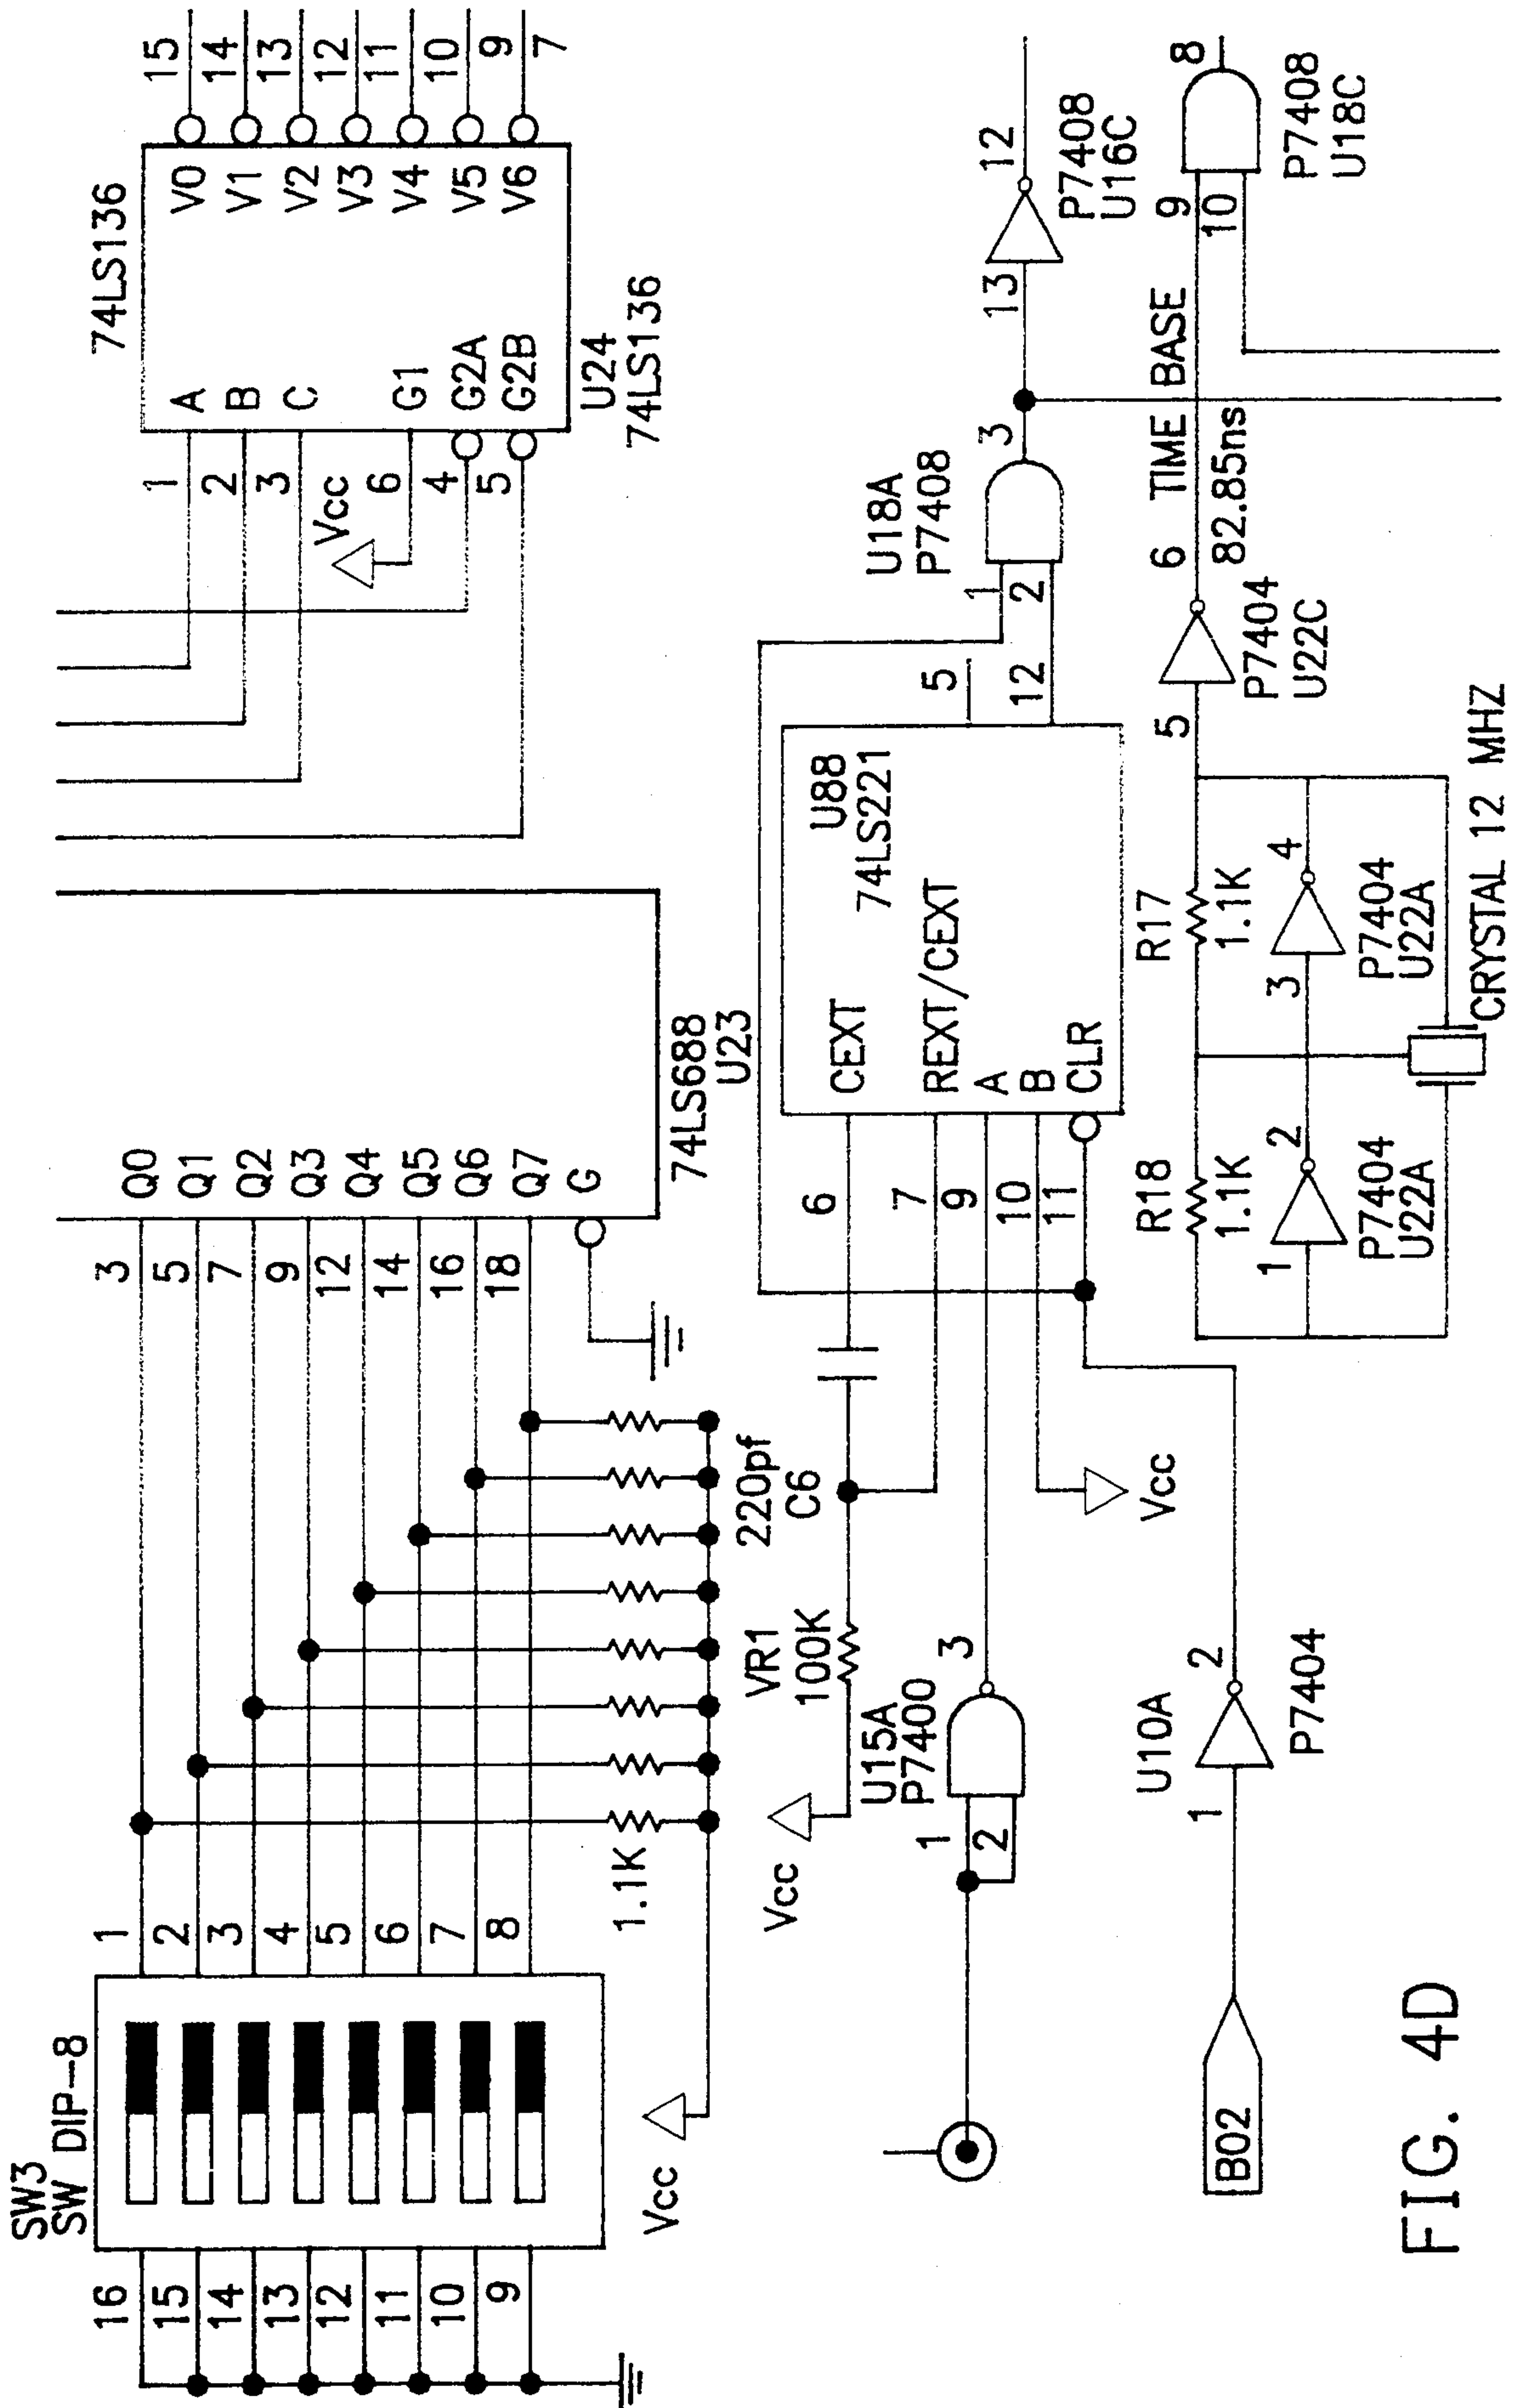 SW3
SW DIP-8
16
15
14
13
12
11
10
9
1
2
3
4
5
6
7
8
Vcc
1.1K
3
5
7
9
12
14
16
18
Q0
Q1
Q2
Q3
Q4
Q5
Q6
Q7
G
74LS688
U23
74LS136
1
2
3
Vcc
6
4
5
A
B
C
G1
G2A
G2B
V0
V1
V2
V3
V4
V5
V6
15
14
13
12
11
10
9
7
U24
74LS136
Vcc
VR1
100K
220pf
C6
U15A
P7400
1
2
3
Vcc
6
7
9
10
11
CEXT
REXT/CEXT
A
B
CLR
U88
74LS221
5
12
U18A
P7408
1
2
3
13
12
P7408
U16C
B02
U10A
1
2
P7404
R18
1.1K
R17
1.1K
1
2
P7404
U22A
3
4
P7404
U22A
CRYSTAL 12 MHZ
5
6
P7404
U22C
TIME BASE
82.85ns
9
10
8
P7408
U18C
FIG. 4D